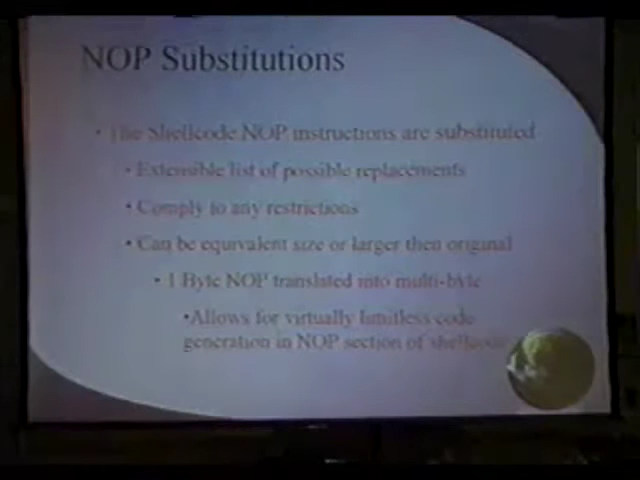 NOP Substitutions
• The Shellcode NOP instructions are substituted
• Extensible list of possible replacements
• Comply to any restrictions
• Can be equivalent size or larger then original
• 1 Byte NOP translated into multi-byte
•Allows for virtually limitless code
generation in NOP section of shellcode